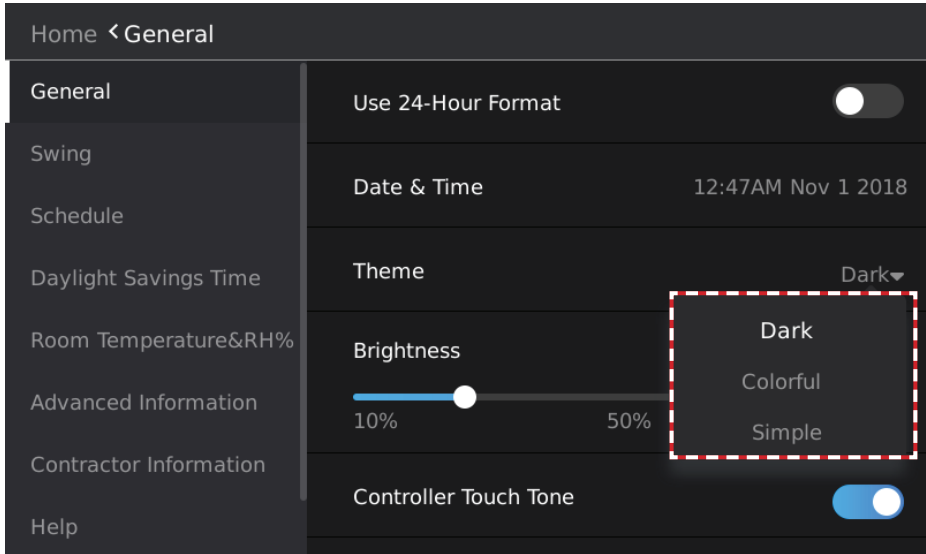 Home < General
General
Swing
Schedule
Daylight Savings Time
Room Temperature&RH%
Advanced Information
Contractor Information
Help
Use 24-Hour Format
Date & Time 12:47AM Nov 1 2018
Theme Dark
Dark
Colorful
Simple
Brightness
10% 50%
Controller Touch Tone